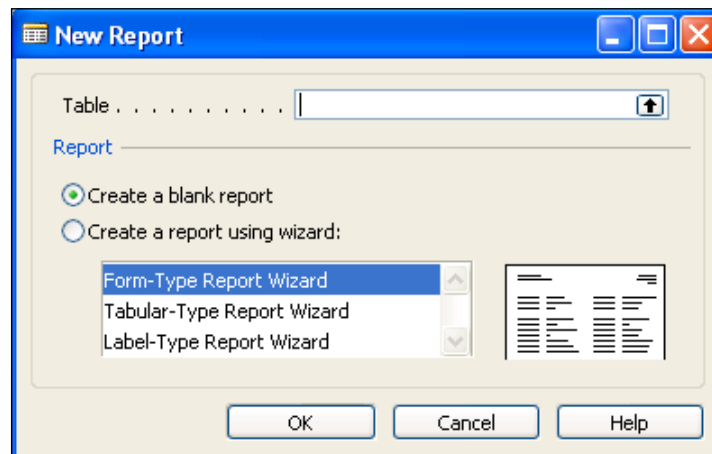 New Report
Table . . . . . . . . . .
Report
Create a blank report
Create a report using wizard:
Form-Type Report Wizard
Tabular-Type Report Wizard
Label-Type Report Wizard
OK Cancel Help